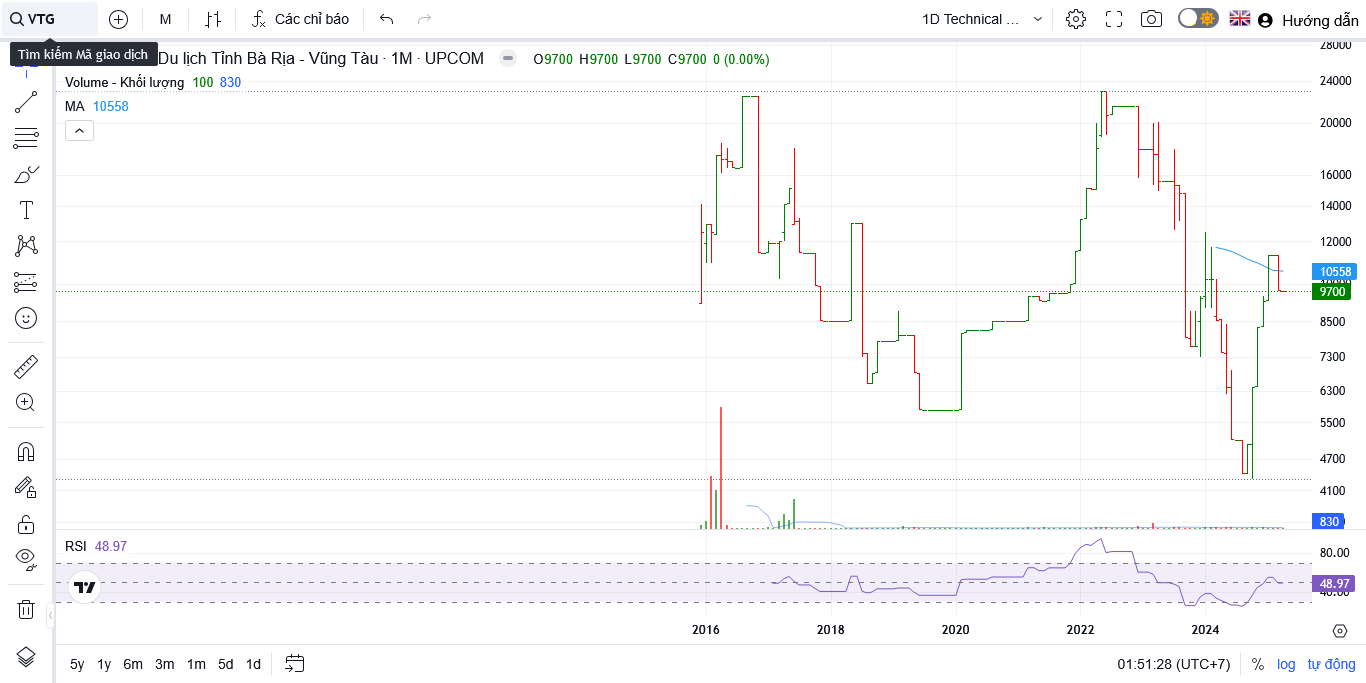 VTG M Các chỉ báo 1D Technical ... Hướng dẫn
Tìm kiếm Mã giao dịch
Du lịch Tỉnh Bà Rịa - Vũng Tàu · 1M · UPCOM O9700 H9700 L9700 C9700 0 (0.00%)
Volume - Khối lượng 100 830
MA 10558
28000
24000
20000
16000
14000
12000
10558
10000
9700
8500
7300
6300
5500
4700
4100
830
RSI 48.97
80.00
48.97
40.00
2016 2018 2020 2022 2024
5y 1y 6m 3m 1m 5d 1d 01:51:28 (UTC+7) % log tự động